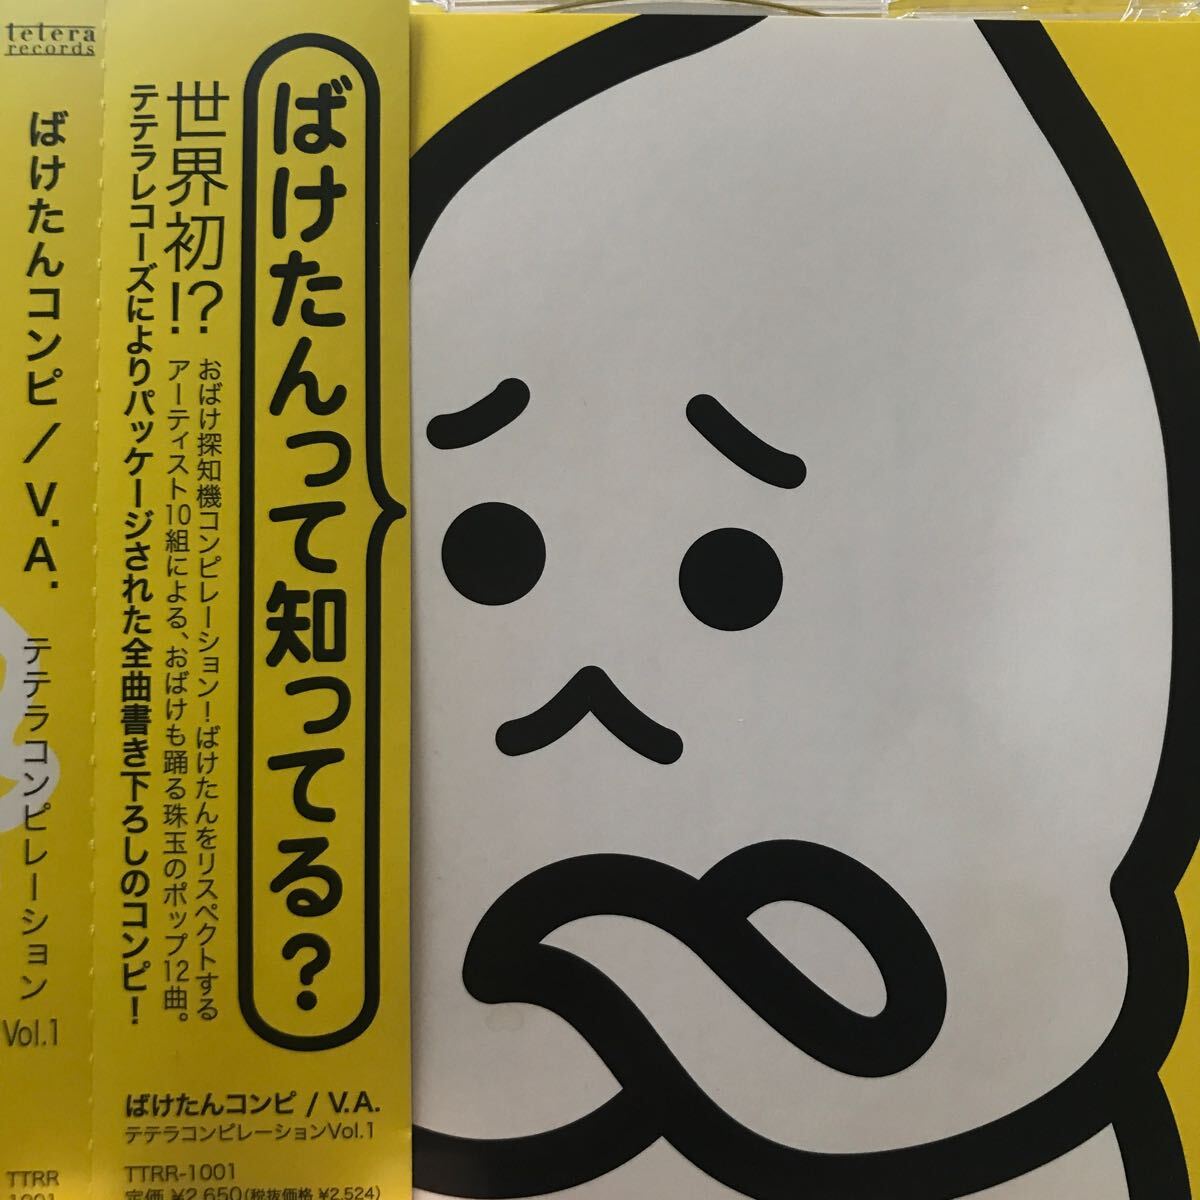 tetera
records
ばけたんコンピ / V.A. テテラコンピレーション Vol.1
TTRR
1001
ばけたんって知ってる?
世界初!?
おばけ探知機コンピレーション!ばけたんをリスペクトする
アーティスト10組による、おばけも踊る珠玉のポップ12曲。
テテラレコーズによりパッケージされた全曲書き下ろしのコンピ!
ばけたんコンピ / V.A.
テテラコンピレーションVol.1
TTRR-1001
定価 ¥2,650(税抜価格 ¥2,524)